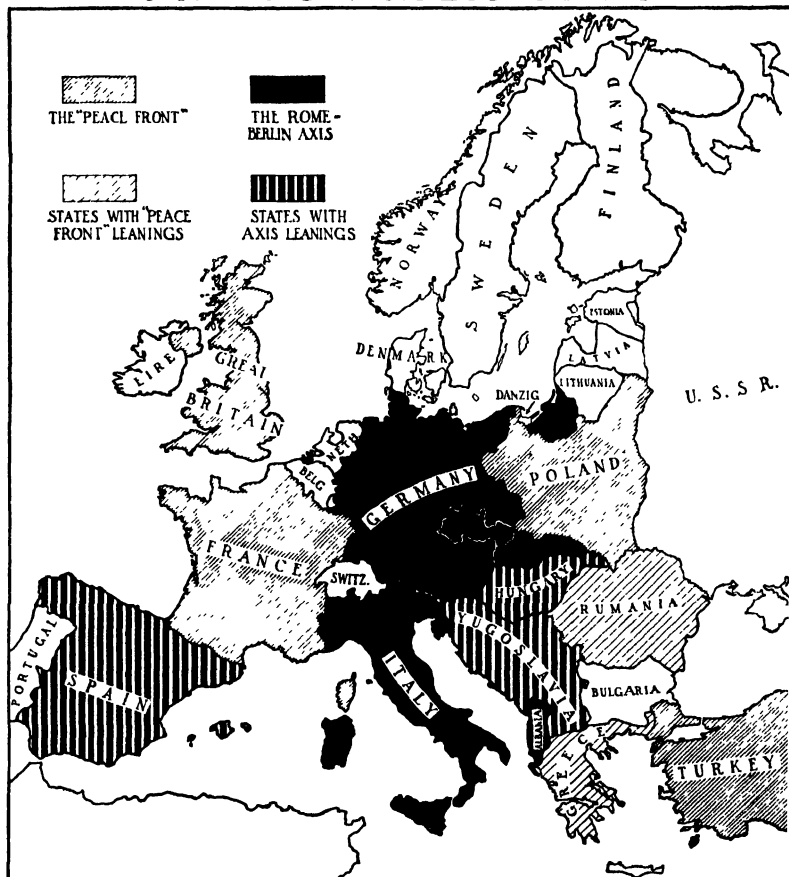 THE "PEACE FRONT"
THE ROME-
BERLIN AXIS
STATES WITH "PEACE
FRONT" LEANINGS
STATES WITH
AXIS LEANINGS
NORWAY
SWEDEN
FINLAND
ESTONIA
LATVIA
LITHUANIA
U.S.S.R.
EIRE
GREAT
BRITAIN
DENMARK
DANZIG
NETH
BELG
GERMANY
POLAND
FRANCE
SWITZ.
HUNGARY
RUMANIA
YUGOSLAVIA
PORTUGAL
SPAIN
ITALY
BULGARIA
ALBANIA
GREECE
TURKEY